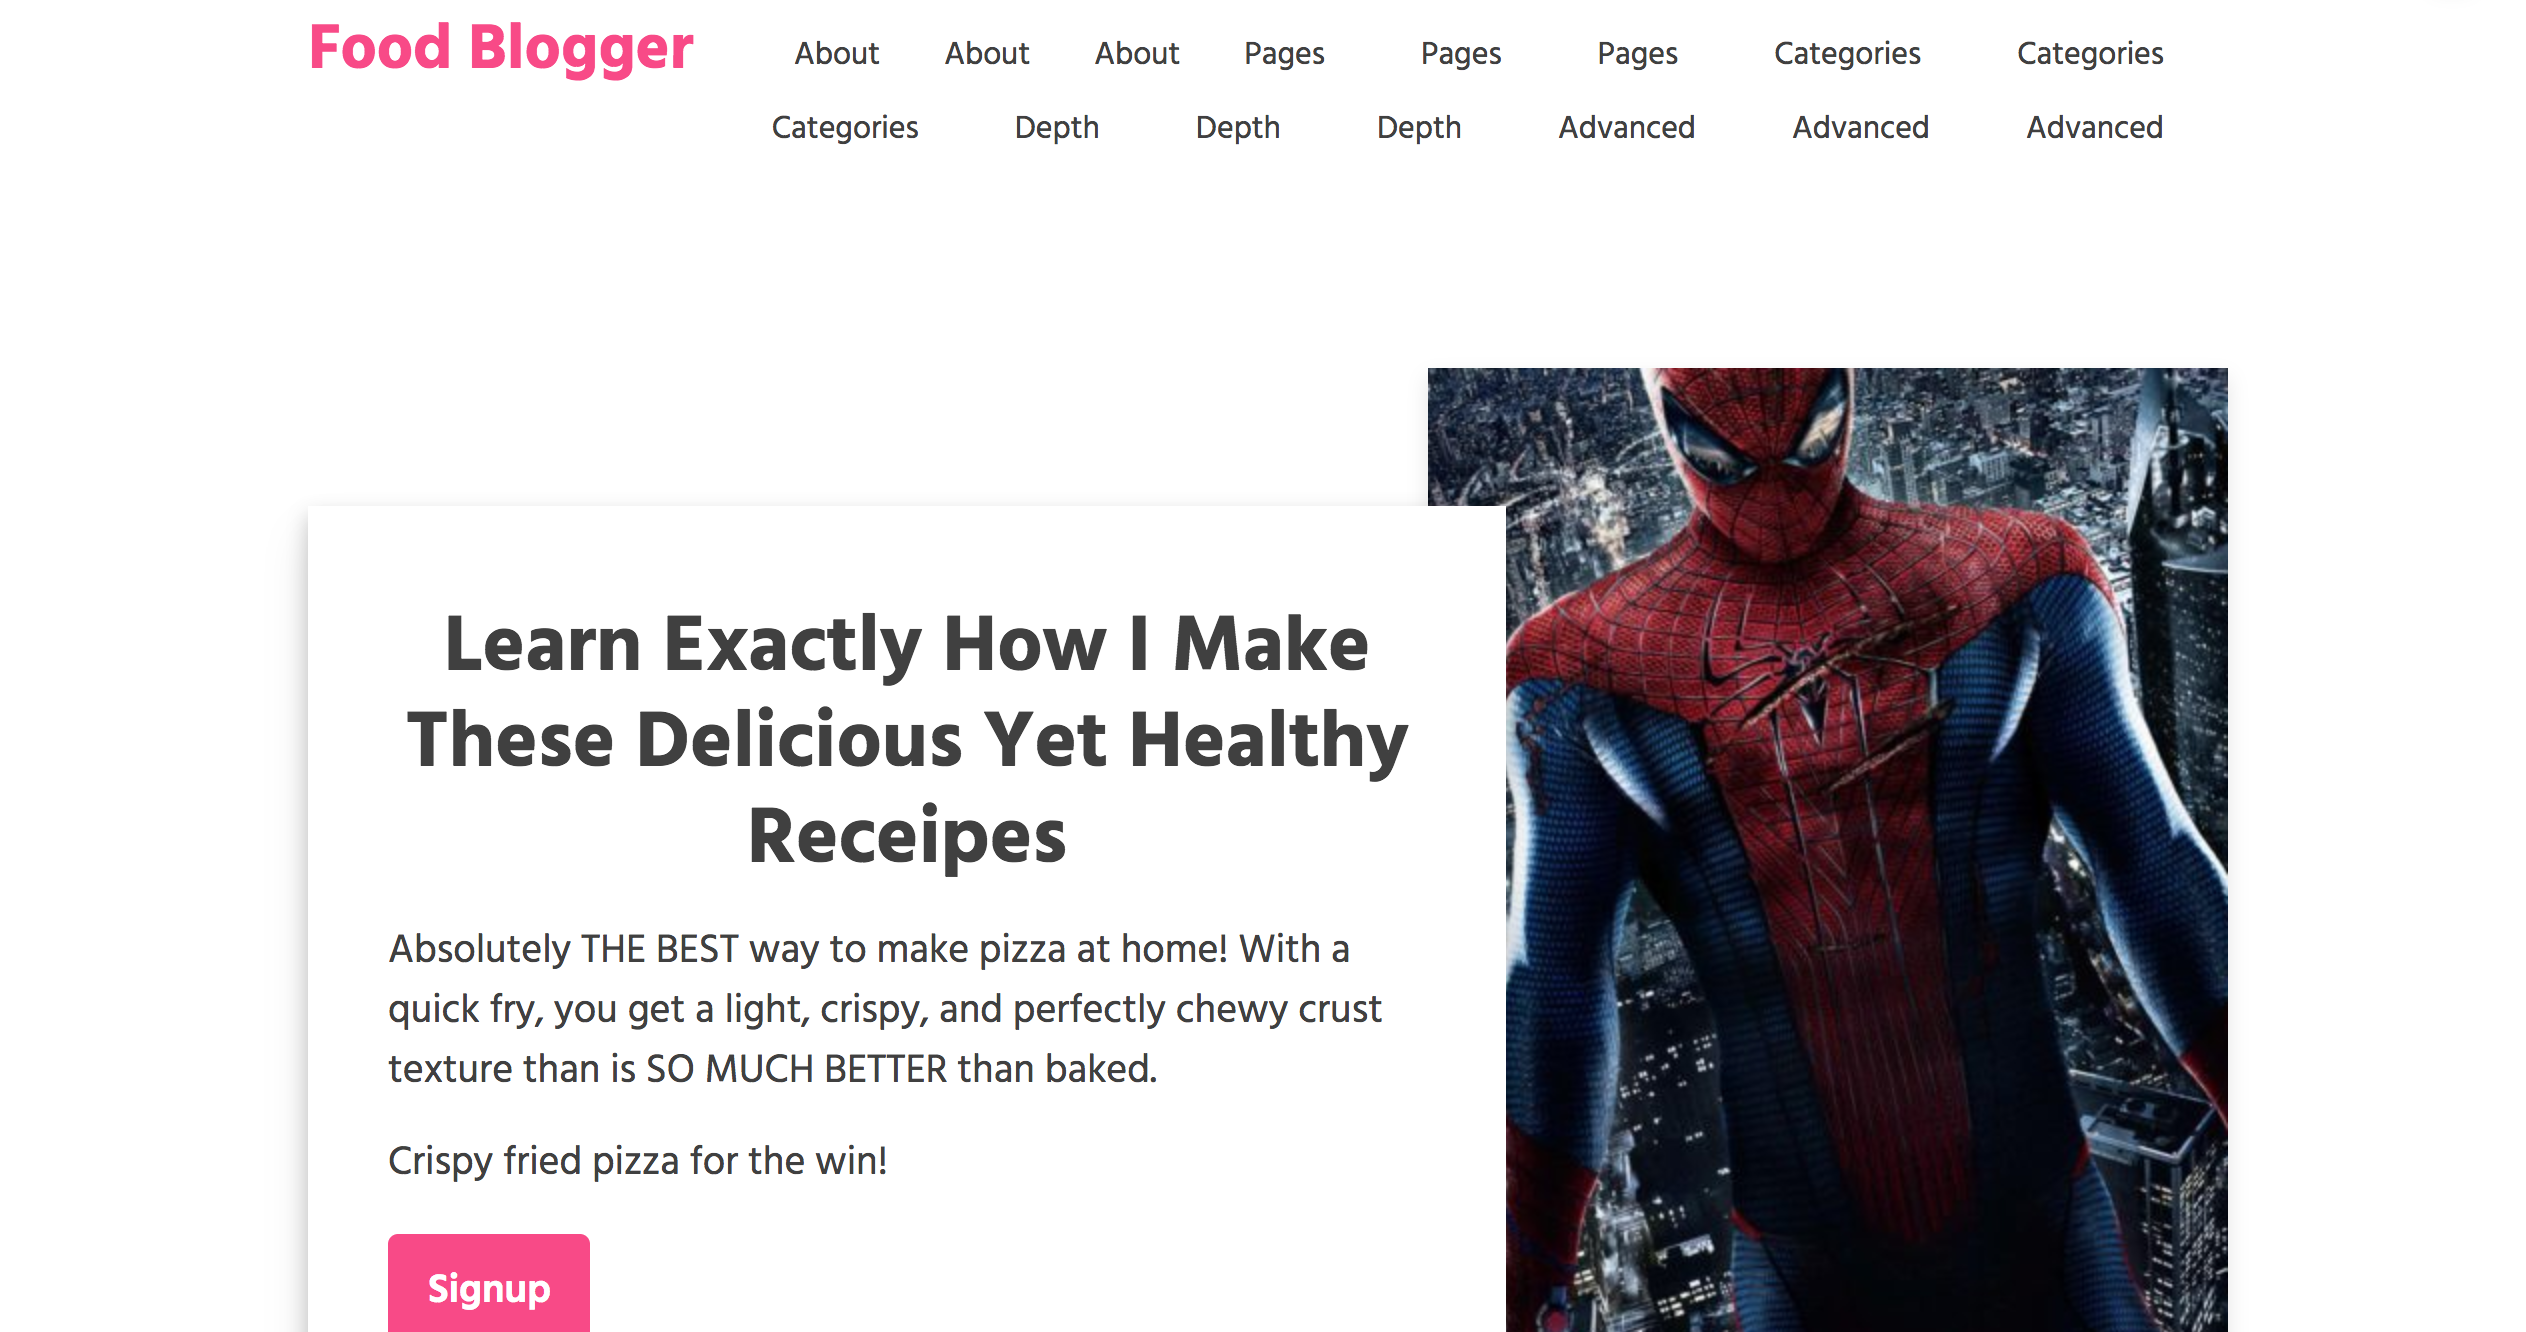 Food Blogger
About About About Pages Pages Pages Categories Categories
Categories Depth Depth Depth Advanced Advanced Advanced
Learn Exactly How I Make
These Delicious Yet Healthy
Receipes
Absolutely THE BEST way to make pizza at home! With a
quick fry, you get a light, crispy, and perfectly chewy crust
texture than is SO MUCH BETTER than baked.
Crispy fried pizza for the win!
Signup